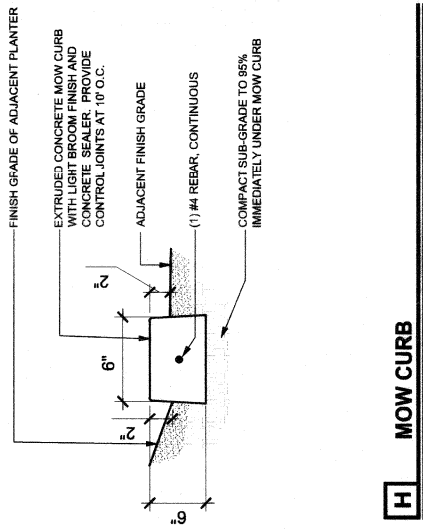 FINISH GRADE OF ADJACENT PLANTER
EXTRUDED CONCRETE MOW CURB
WITH LIGHT BROOM FINISH AND
CONCRETE SEALER. PROVIDE
CONTROL JOINTS AT 10' O.C.
ADJACENT FINISH GRADE
(1) #4 REBAR, CONTINUOUS
COMPACT SUB-GRADE TO 95%
IMMEDIATELY UNDER MOW CURB
2"
9"
2"
6"
H
MOW CURB